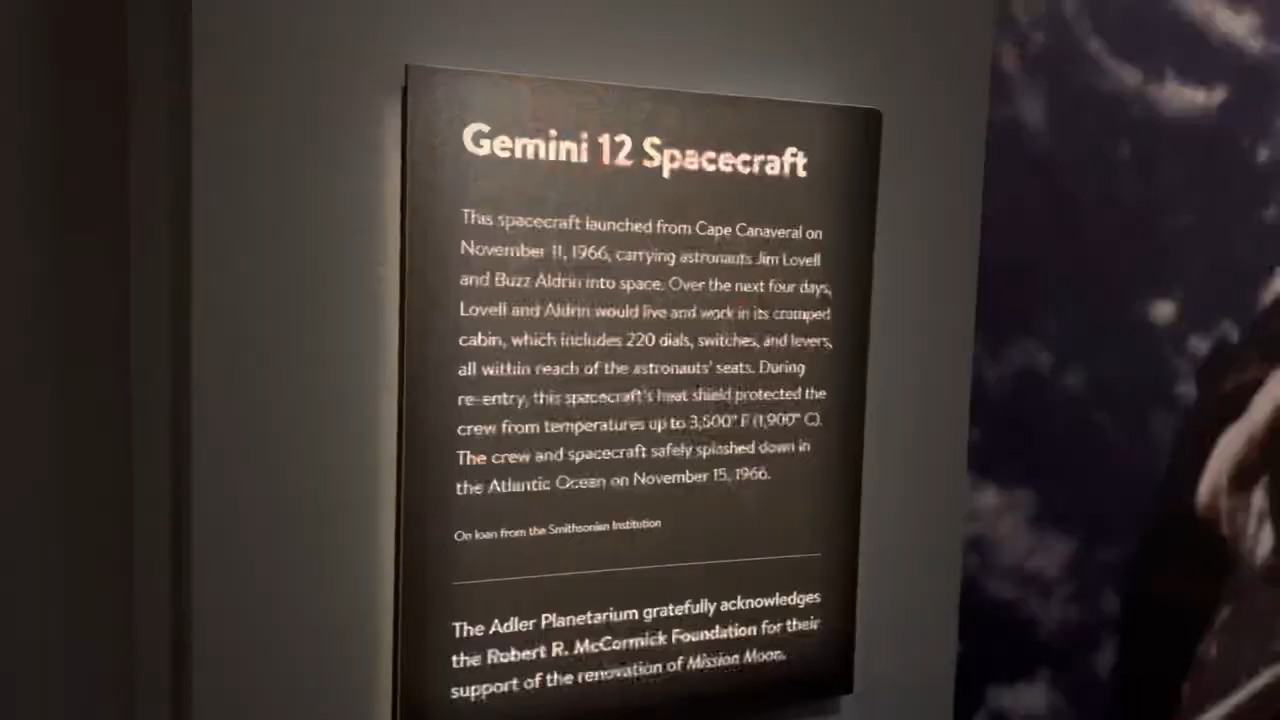 Gemini 12 Spacecraft
This spacecraft launched from Cape Canaveral on
November 11, 1966, carrying astronauts Jim Lovell
and Buzz Aldrin into space. Over the next four days,
Lovell and Aldrin would live and work in its cramped
cabin, which includes 220 dials, switches, and levers,
all within reach of the astronauts' seats. During
re-entry, this spacecraft's heat shield protected the
crew from temperatures up to 3,500° F (1,900° C).
The crew and spacecraft safely splashed down in
the Atlantic Ocean on November 15, 1966.
On loan from the Smithsonian Institution
The Adler Planetarium gratefully acknowledges
the Robert R. McCormick Foundation for their
support of the renovation of Mission Moon.